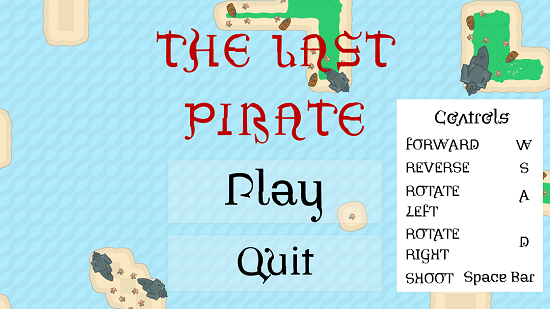 THE LAST
PIRATE
Play
Quit
Controls
FORWARD W
REVERSE S
ROTATE
LEFT A
ROTATE
RIGHT D
SHOOT Space Bar